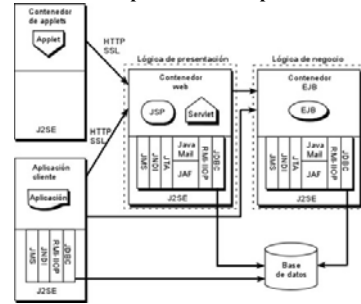 Contenedor
de applets
Applet
J2SE
HTTP
SSL
HTTP
SSL
Aplicación
cliente
Aplicación
JMS
JNDI
RMI-IIOP
JDBC
J2SE
Lógica de presentación
Contenedor
web
JSP
Servlet
JMS
JNDI
JTA
Java
Mail
JAF
RMI-IIOP
JDBC
J2SE
Lógica de negocio
Contenedor
EJB
EJB
JMS
JNDI
JTA
Java
Mail
JAF
RMI-IIOP
JDBC
J2SE
Base
de datos